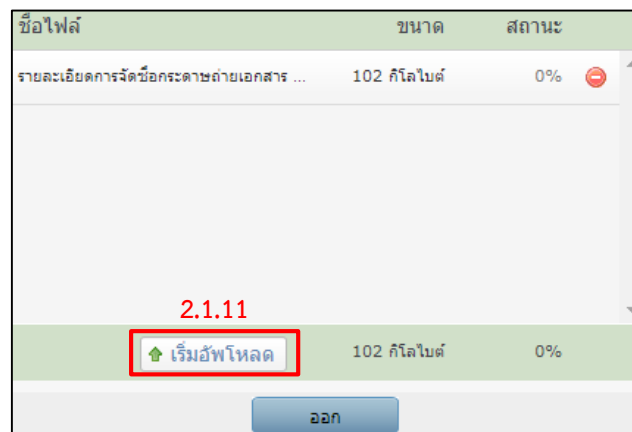 ชื่อไฟล์ ขนาด สถานะ
รายละเอียดการจัดซื้อกระดาษถ่ายเอกสาร ... 102 กิโลไบต์ 0%
2.1.11
เริ่มอัพโหลด 102 กิโลไบต์ 0%
ออก